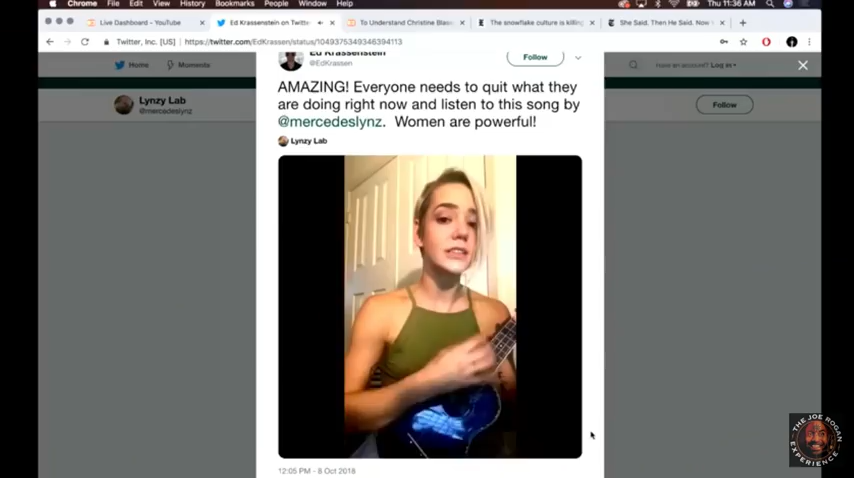 Chrome File Edit View History Bookmarks People Window Help
Thu 11:36 AM
Live Dashboard - YouTube
Ed Krassenstein on Twitt
To Understand Christine Blase
The snowflake culture is killing
She Said. Then He Said. Now
Twitter, Inc. [US] https://twitter.com/EdKrassen/status/1049375349346394113
Home Moments
Have an account? Log in
Lynzy Lab
@mercedeslynz
Follow
Ed Krassenstein
@EdKrassen
Follow
AMAZING! Everyone needs to quit what they
are doing right now and listen to this song by
@mercedeslynz. Women are powerful!
Lynzy Lab
12:05 PM - 8 Oct 2018
THE JOE ROGAN
EXPERIENCE